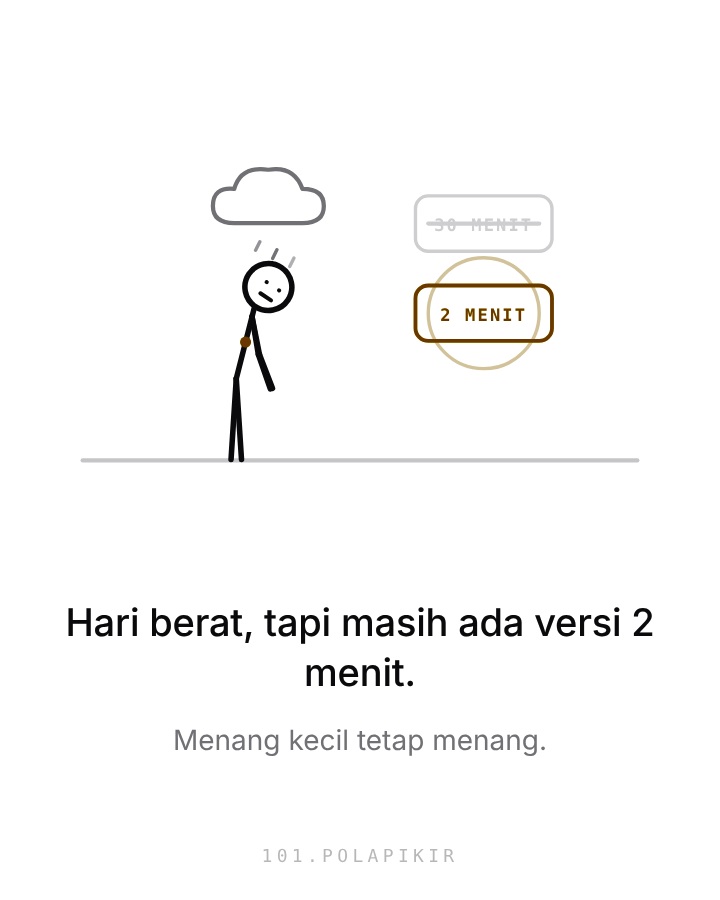 30 MENIT
2 MENIT
Hari berat, tapi masih ada versi 2
menit.
Menang kecil tetap menang.
101.POLAPIKIR